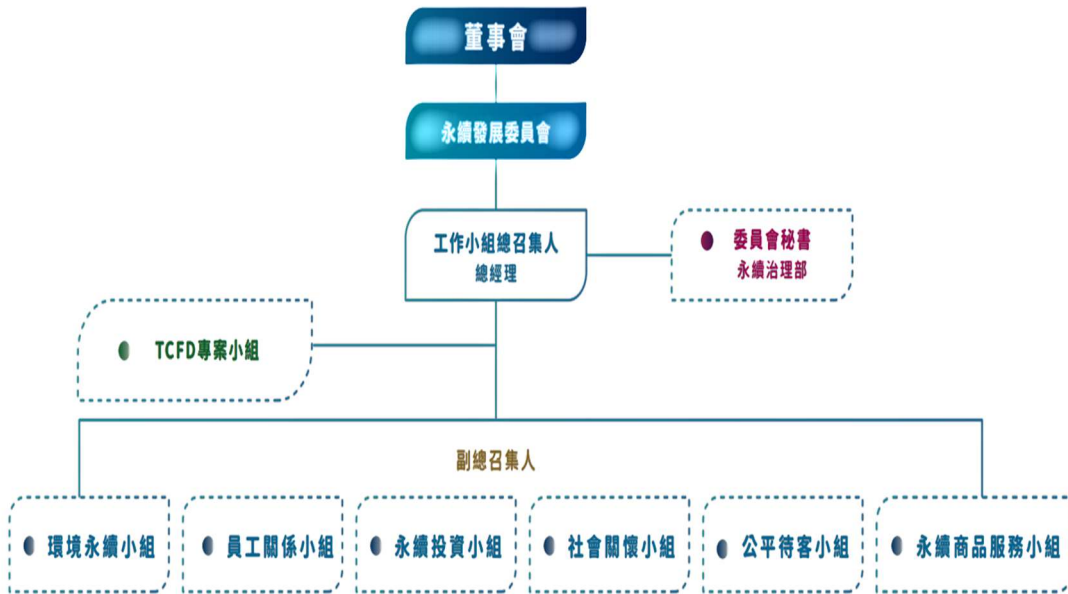 董事會
永續發展委員會
工作小組總召集人
總經理
委員會秘書
永續治理部
TCFD專案小組
副總召集人
環境永續小組
員工關係小組
永續投資小組
社會關懷小組
公平待客小組
永續商品服務小組